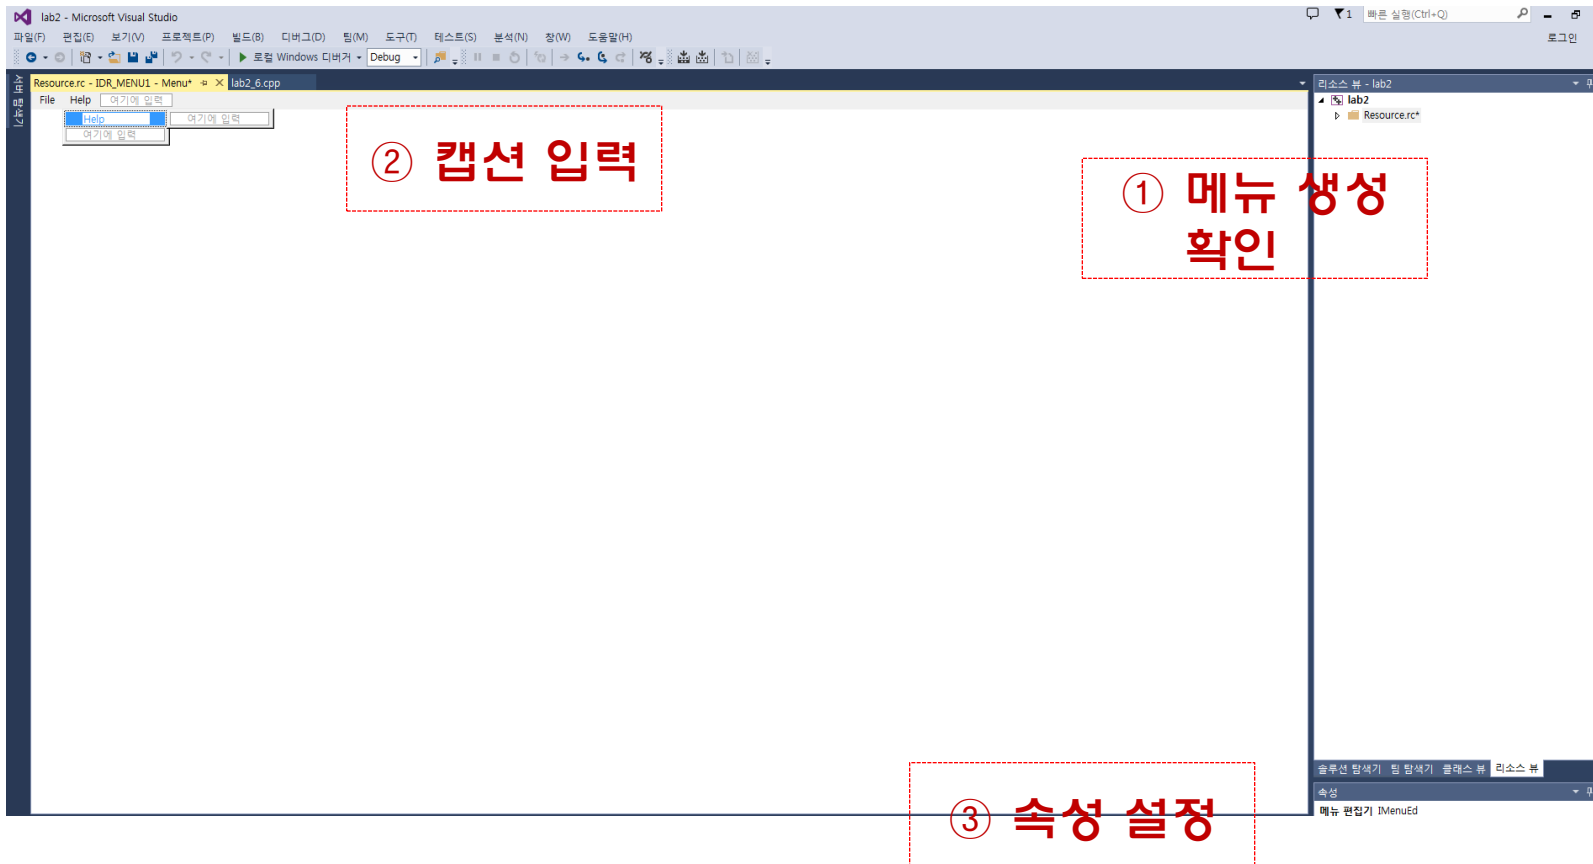 lab2 - Microsoft Visual Studio
1 빠른 실행(Ctrl+Q)
파일(F) 편집(E) 보기(V) 프로젝트(P) 빌드(B) 디버그(D) 팀(M) 도구(T) 테스트(S) 분석(N) 창(W) 도움말(H) 로그인
로컬 Windows 디버거 Debug
서버 탐색기
Resource.rc - IDR_MENU1 - Menu* lab2_6.cpp
File Help 여기에 입력
Help 여기에 입력
여기에 입력
② 캡션 입력
리소스 뷰 - lab2
lab2
Resource.rc*
① 메뉴 생성
확인
솔루션 탐색기 팀 탐색기 클래스 뷰 리소스 뷰
속성
메뉴 편집기 IMenuEd
③ 속성 설정